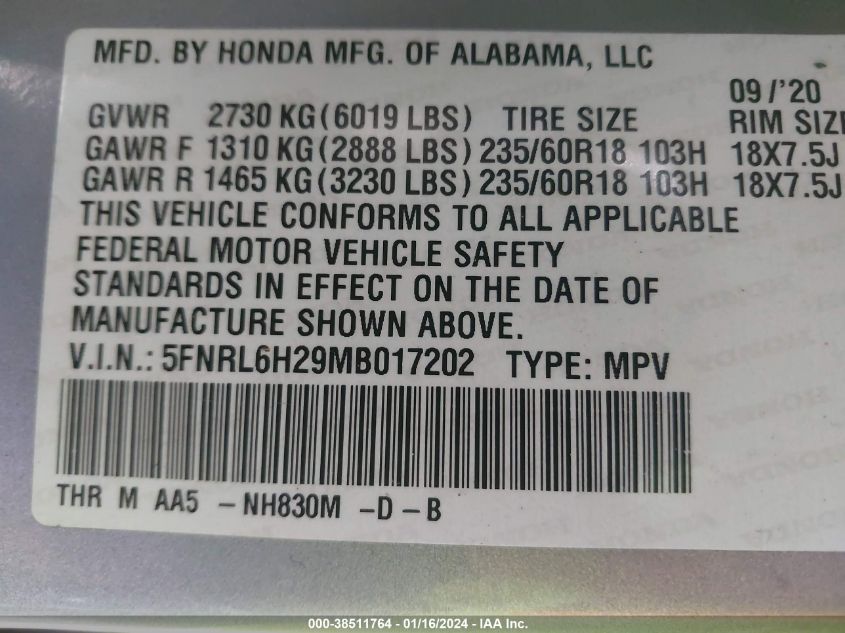 MFD. BY HONDA MFG. OF ALABAMA, LLC
09/'20
GVWR 2730 KG(6019 LBS) TIRE SIZE RIM SIZE
GAWR F 1310 KG(2888 LBS) 235/60R18 103H 18X7.5J
GAWR R 1465 KG(3230 LBS) 235/60R18 103H 18X7.5J
THIS VEHICLE CONFORMS TO ALL APPLICABLE
FEDERAL MOTOR VEHICLE SAFETY
STANDARDS IN EFFECT ON THE DATE OF
MANUFACTURE SHOWN ABOVE.
V.I.N.: 5FNRL6H29MB017202 TYPE: MPV
THR M AA5 -NH830M -D -B
000-38511764 - 01/16/2024 - IAA Inc.